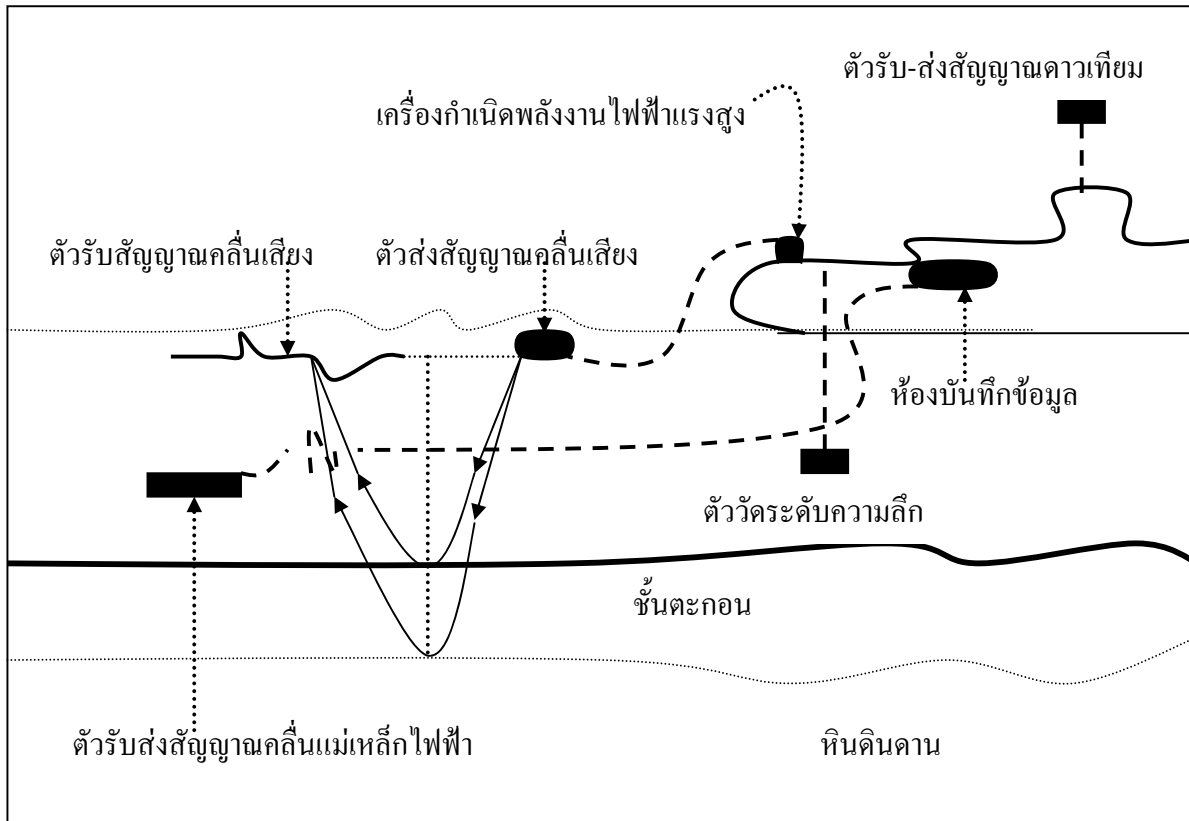 ตัวรับ-ส่งสัญญาณดาวเทียม
เครื่องกำเนิดพลังงานไฟฟ้าแรงสูง
ตัวรับสัญญาณคลื่นเสียง
ตัวส่งสัญญาณคลื่นเสียง
ห้องบันทึกข้อมูล
ตัววัดระดับความลึก
ชั้นตะกอน
ตัวรับส่งสัญญาณคลื่นแม่เหล็กไฟฟ้า
หินดินดาน